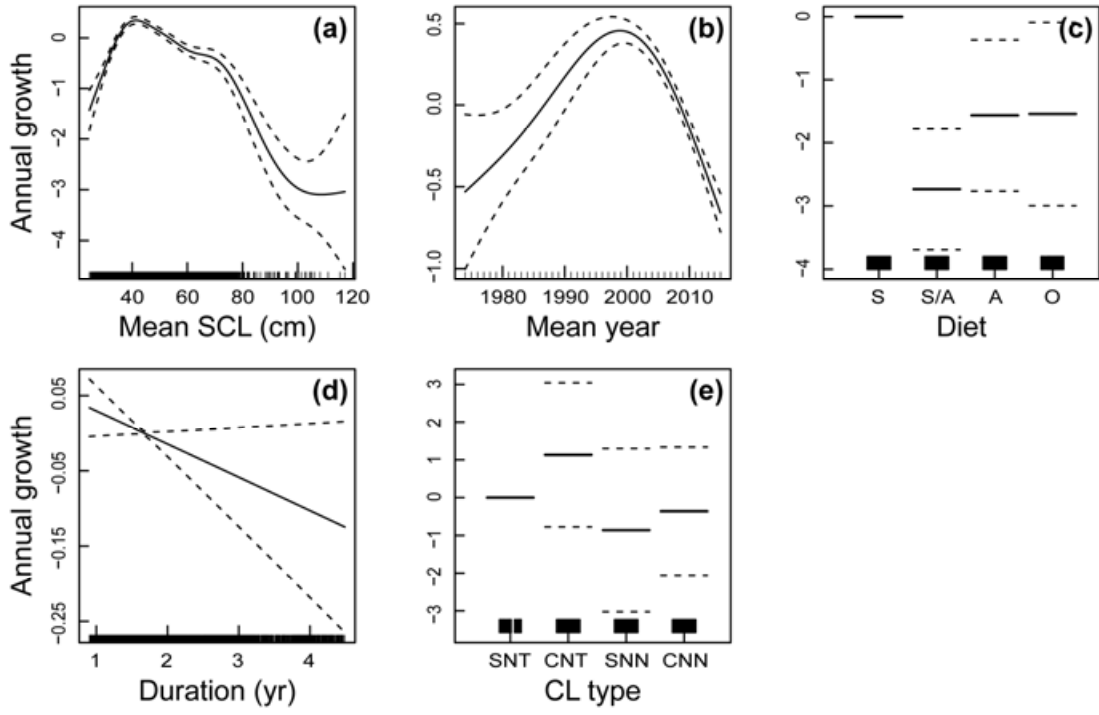 (a)
Annual growth
0
−1
−2
−3
−4
40 60 80 100 120
Mean SCL (cm)
(b)
0.5
0.0
−0.5
−1.0
1980 1990 2000 2010
Mean year
(c)
0
−1
−2
−3
−4
S S/A A O
Diet
(d)
Annual growth
0.05
−0.05
−0.15
−0.25
1 2 3 4
Duration (yr)
(e)
3
2
1
0
−1
−2
−3
SNT CNT SNN CNN
CL type